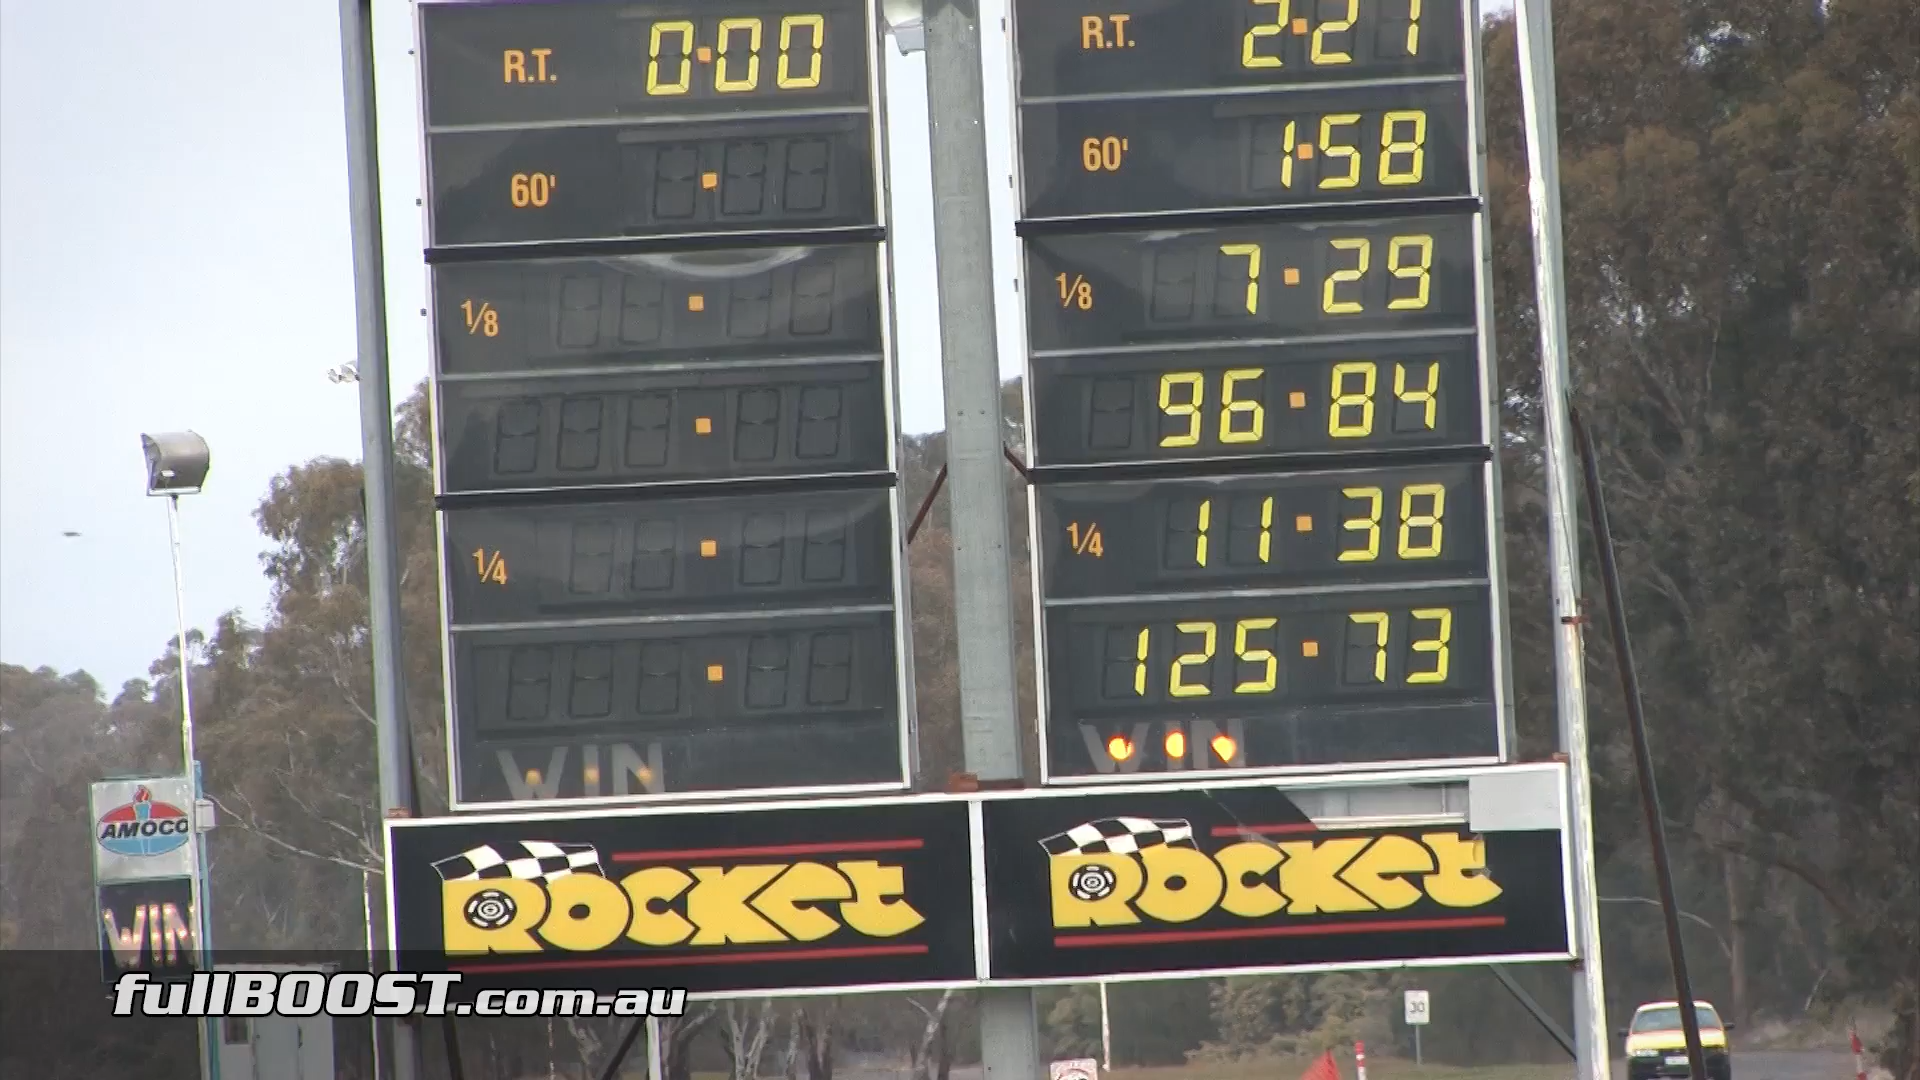 R.T. 0.00
60'
1/8
1/4
WIN
R.T. 2.27
60' 1.58
1/8 7.29
96.84
1/4 11.38
125.73
WIN
AMOCO
WIN
ROCKET
ROCKET
30
fullBOOST.com.au